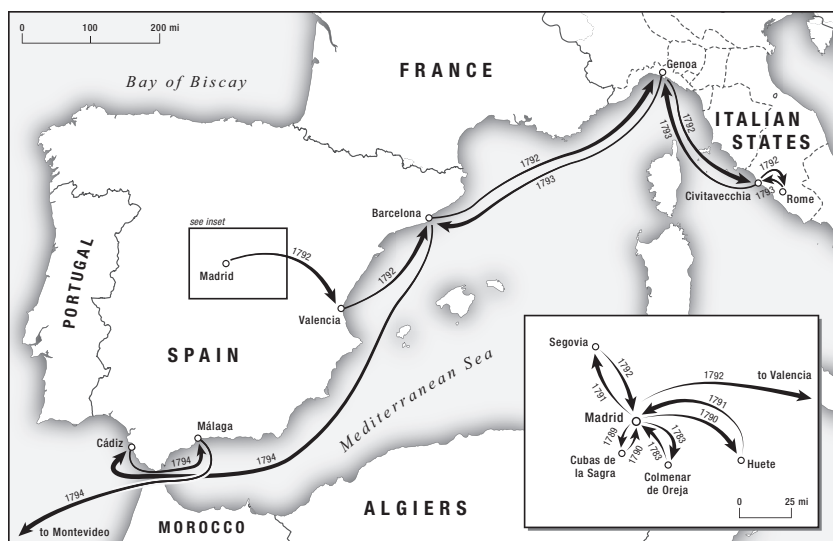 0 100 200 mi
Bay of Biscay
FRANCE
Genoa
ITALIAN
STATES
1792
1793
1792
1793
1792
1793
Civitavecchia
Rome
Barcelona
see inset
Madrid
1792
1792
Valencia
PORTUGAL
SPAIN
Mediterranean Sea
Málaga
Cádiz
1794
1794
1794
to Montevideo
MOROCCO
ALGIERS
Segovia
1792
1791
1792
to Valencia
1791
1790
Madrid
1789
1790
1783
1783
Cubas de
la Sagra
Colmenar
de Oreja
Huete
0 25 mi